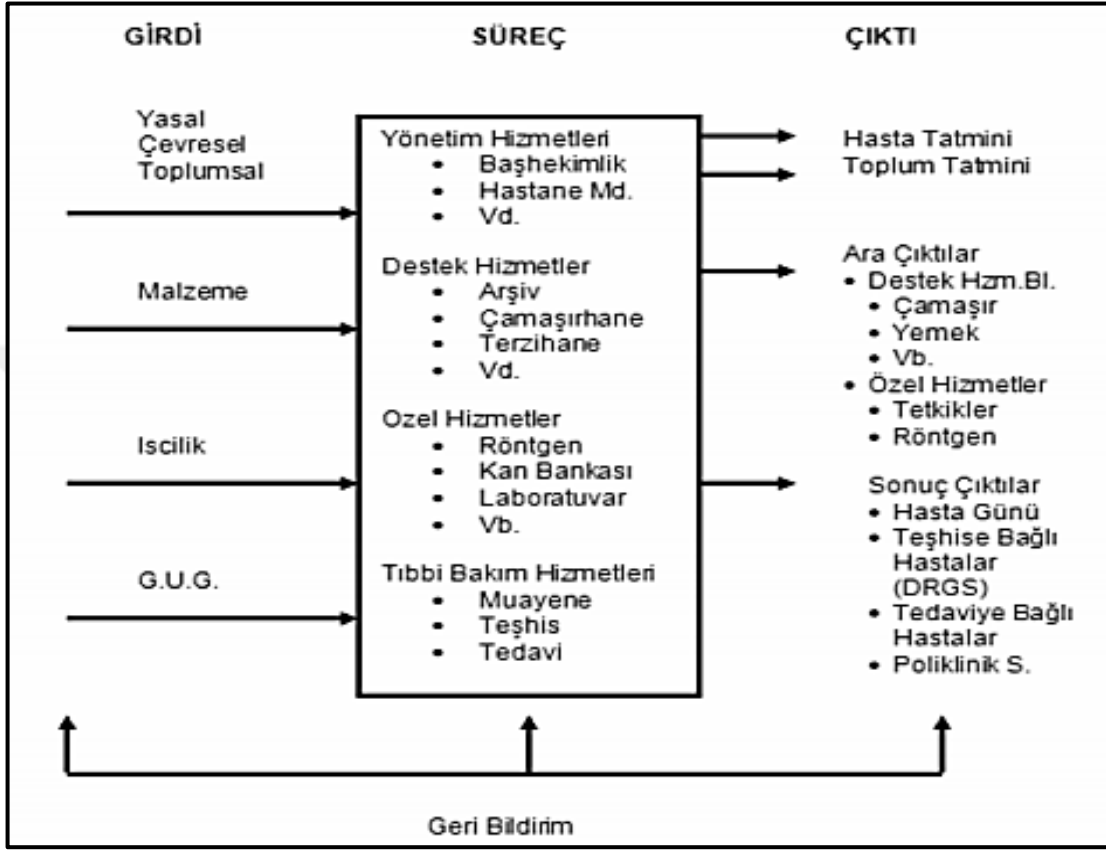 GİRDİ
SÜREÇ
ÇIKTI
Yasal
Çevresel
Toplumsal
Malzeme
Iscilik
G.U.G.
Yönetim Hizmetleri
• Başhekimlik
• Hastane Md.
• Vd.
Destek Hizmetler
• Arşiv
• Çamaşırhane
• Terzihane
• Vd.
Ozel Hizmetler
• Röntgen
• Kan Bankası
• Laboratuvar
• Vb.
Tıbbi Bakım Hizmetleri
• Muayene
• Teşhis
• Tedavi
Hasta Tatmini
Toplum Tatmini
Ara Çıktılar
• Destek Hzm.Bl.
• Çamaşır
• Yemek
• Vb.
• Özel Hizmetler
• Tetkikler
• Röntgen
Sonuç Çıktılar
• Hasta Günü
• Teşhise Bağlı
Hastalar
(DRGS)
• Tedaviye Bağlı
Hastalar
• Poliklinik S.
Geri Bildirim